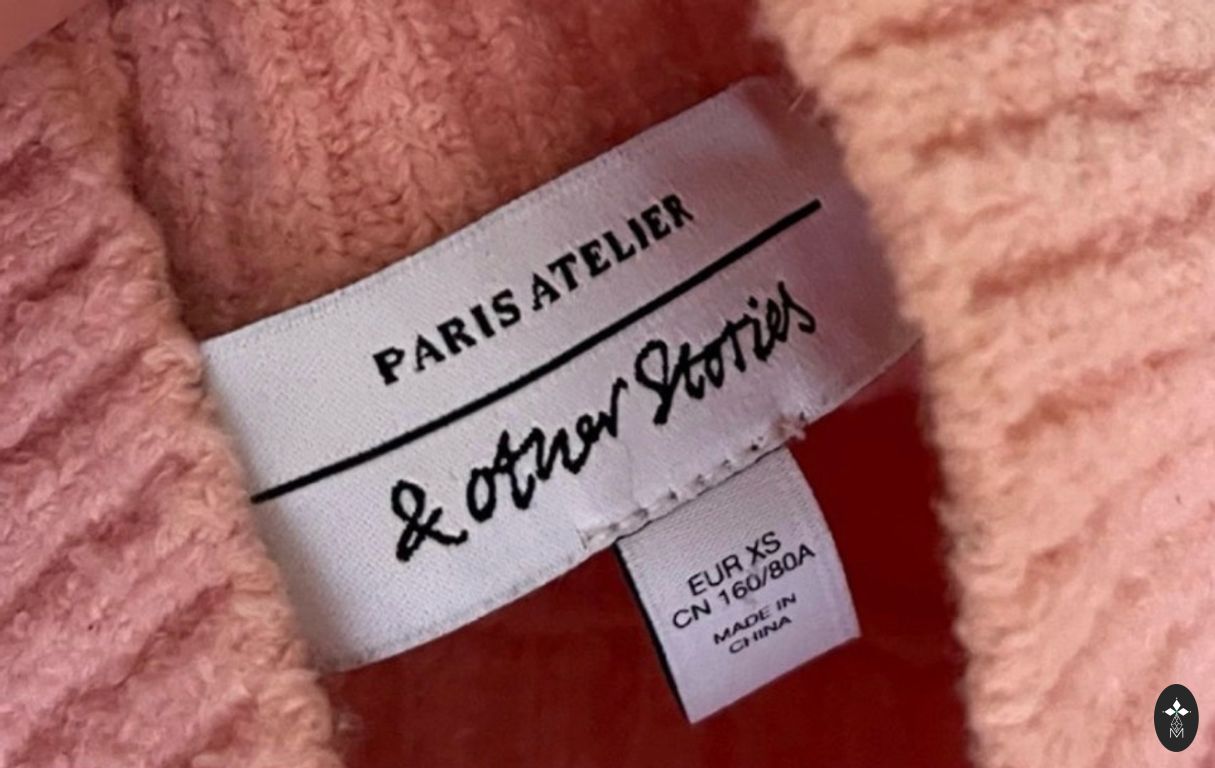 PARIS ATELIER
& other Stories
EUR XS
CN 160/80A
MADE IN
CHINA
M